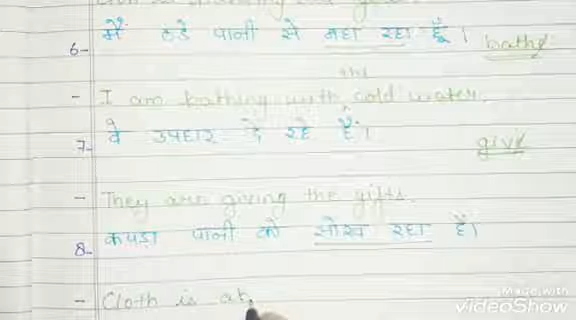 6- मैं ठंडे पानी से नहा रहा हूँ। bathe
the
- I am bathing with cold water.
7- वे उपहार दे रहे हैं। give
- They are giving the gifts.
8- कपड़ा पानी को सोख रहा है।
- Cloth is ab
Made with
VideoShow